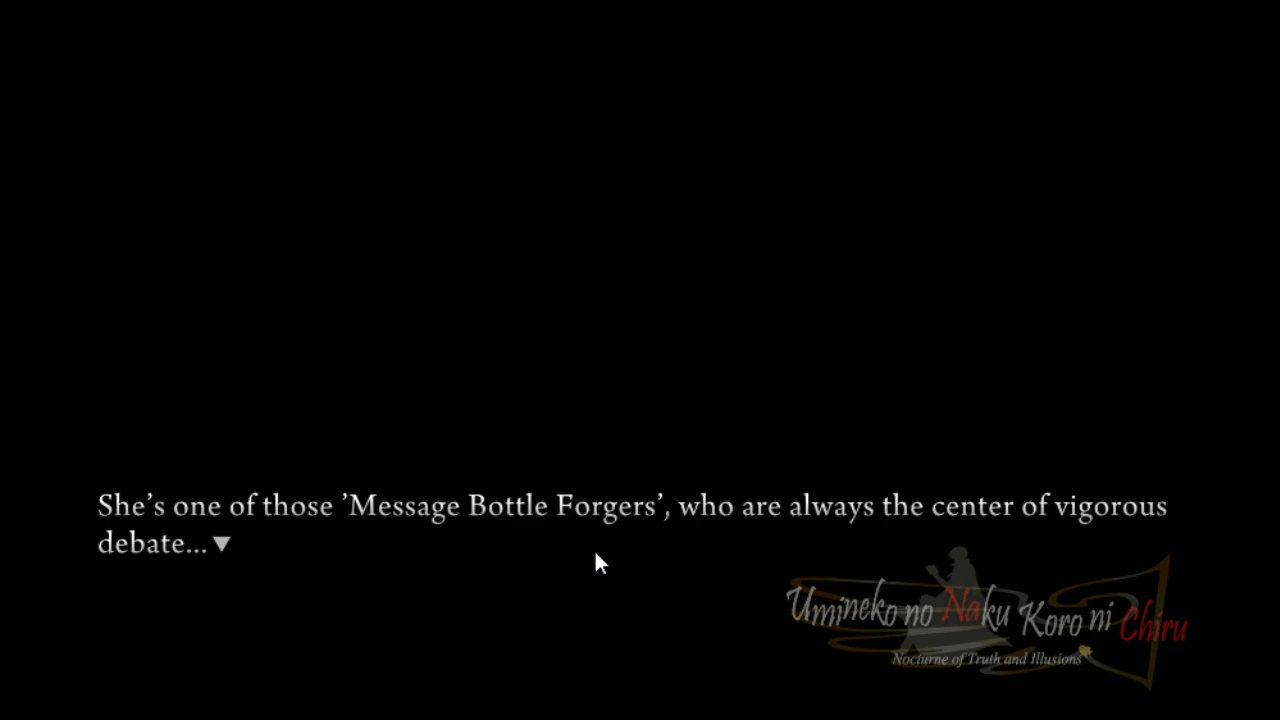 She's one of those 'Message Bottle Forgers', who are always the center of vigorous
debate...▼
Umineko no Naku Koro ni Chiru
Nocturne of Truth and Illusions